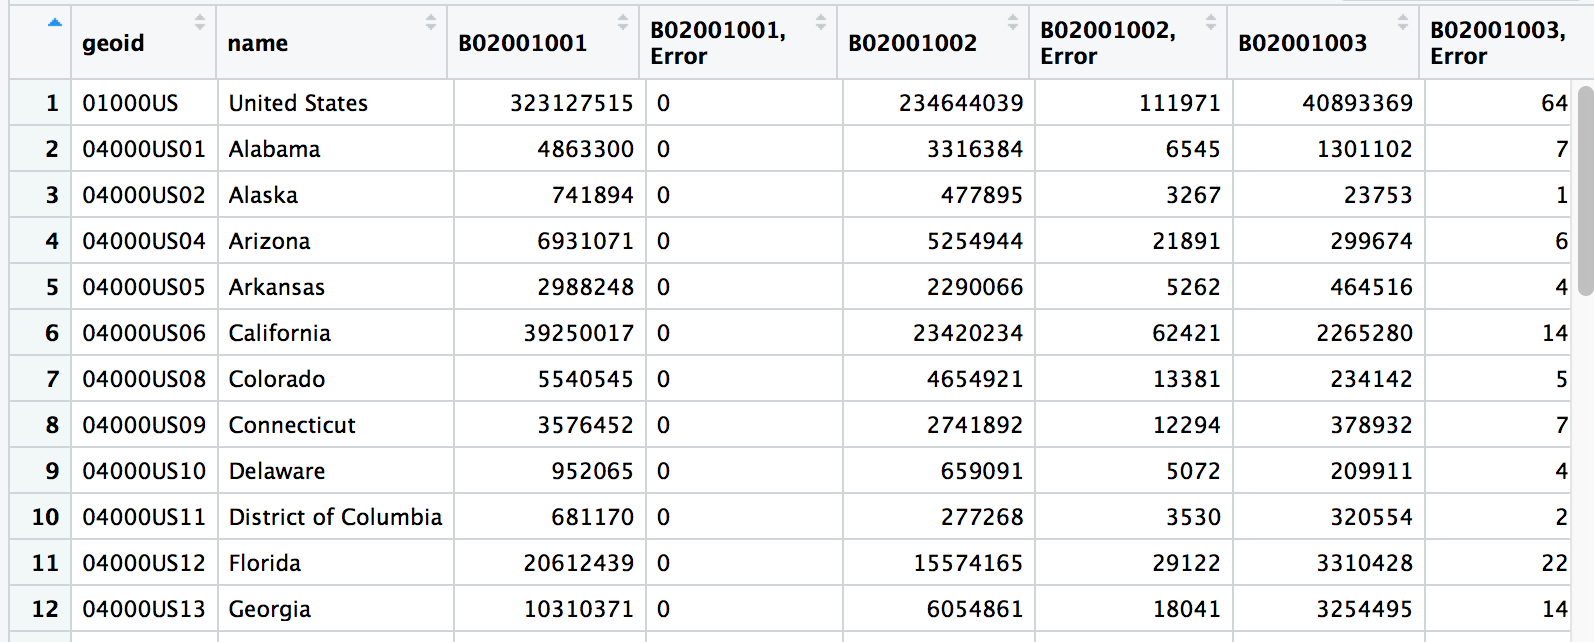 geoid name B02001001 B02001001, Error B02001002 B02001002, Error B02001003 B02001003, Error
1 01000US United States 323127515 0 234644039 111971 40893369 64
2 04000US01 Alabama 4863300 0 3316384 6545 1301102 7
3 04000US02 Alaska 741894 0 477895 3267 23753 1
4 04000US04 Arizona 6931071 0 5254944 21891 299674 6
5 04000US05 Arkansas 2988248 0 2290066 5262 464516 4
6 04000US06 California 39250017 0 23420234 62421 2265280 14
7 04000US08 Colorado 5540545 0 4654921 13381 234142 5
8 04000US09 Connecticut 3576452 0 2741892 12294 378932 7
9 04000US10 Delaware 952065 0 659091 5072 209911 4
10 04000US11 District of Columbia 681170 0 277268 3530 320554 2
11 04000US12 Florida 20612439 0 15574165 29122 3310428 22
12 04000US13 Georgia 10310371 0 6054861 18041 3254495 14